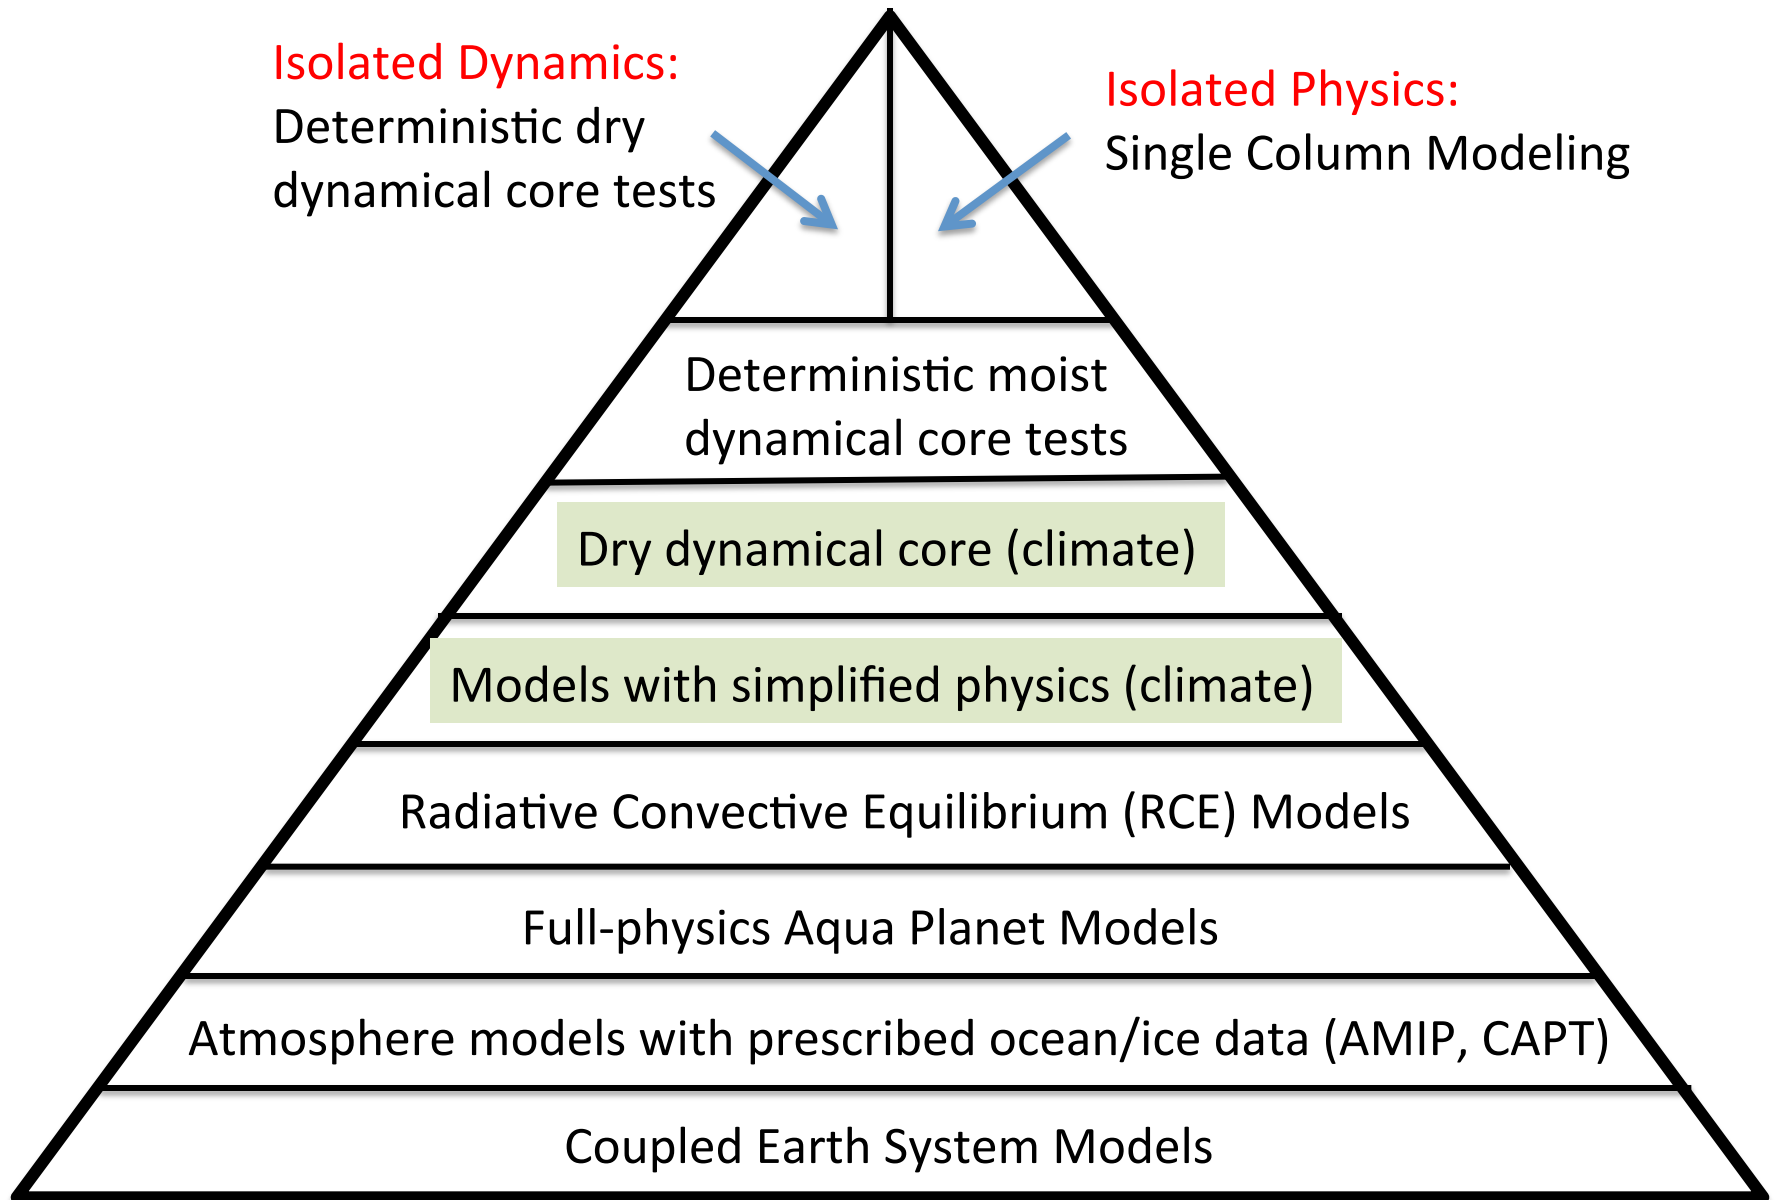 Isolated Dynamics:
Deterministic dry
dynamical core tests
Isolated Physics:
Single Column Modeling
Deterministic moist
dynamical core tests
Dry dynamical core (climate)
Models with simplified physics (climate)
Radiative Convective Equilibrium (RCE) Models
Full-physics Aqua Planet Models
Atmosphere models with prescribed ocean/ice data (AMIP, CAPT)
Coupled Earth System Models